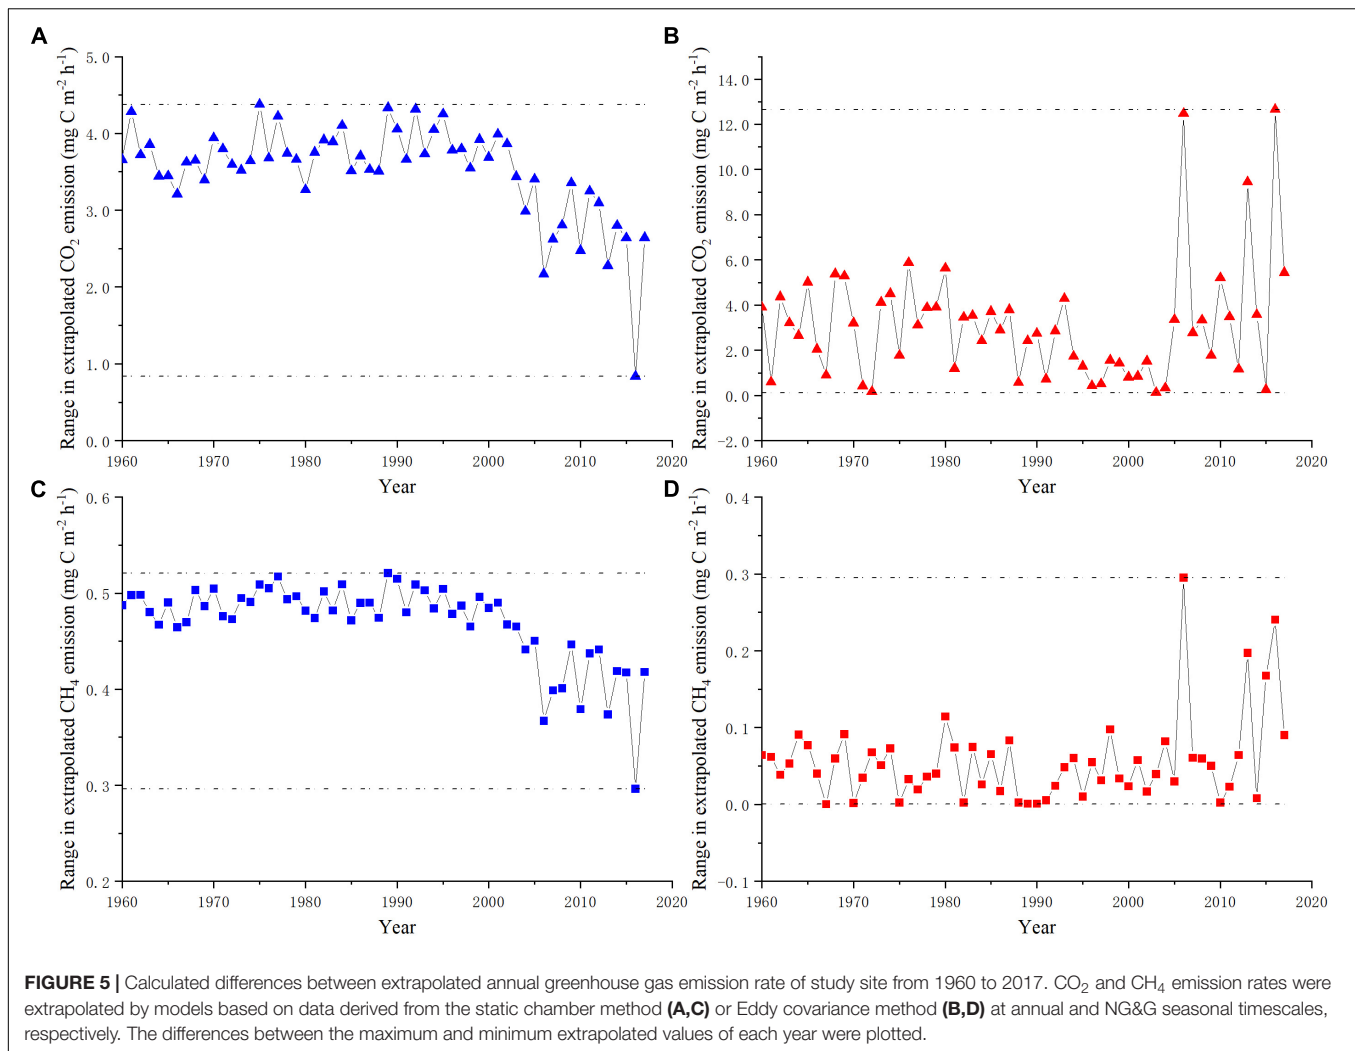 A
Range in extrapolated CO2 emission (mg C m-2 h-1)
5.0
4.0
3.0
2.0
1.0
0.0
1960 1970 1980 1990 2000 2010 2020
Year
B
Range in extrapolated CO2 emission (mg C m-2 h-1)
14.0
12.0
10.0
8.0
6.0
4.0
2.0
0.0
-2.0
1960 1970 1980 1990 2000 2010 2020
Year
C
Range in extrapolated CH4 emission (mg C m-2 h-1)
0.6
0.5
0.4
0.3
0.2
1960 1970 1980 1990 2000 2010 2020
Year
D
Range in extrapolated CH4 emission (mg C m-2 h-1)
0.4
0.3
0.2
0.1
0.0
-0.1
1960 1970 1980 1990 2000 2010 2020
Year
FIGURE 5 | Calculated differences between extrapolated annual greenhouse gas emission rate of study site from 1960 to 2017. CO2 and CH4 emission rates were
extrapolated by models based on data derived from the static chamber method (A,C) or Eddy covariance method (B,D) at annual and NG&G seasonal timescales,
respectively. The differences between the maximum and minimum extrapolated values of each year were plotted.